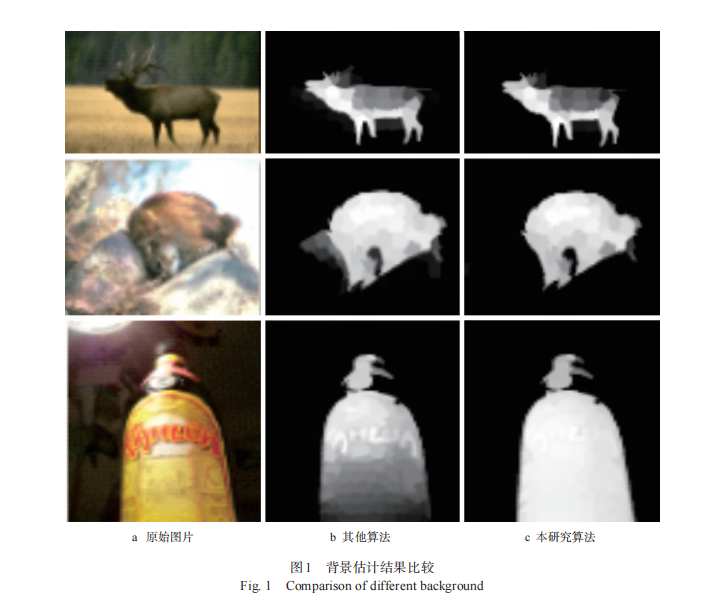 a 原始图片
b 其他算法
c 本研究算法
图1 背景估计结果比较
Fig. 1 Comparison of different background